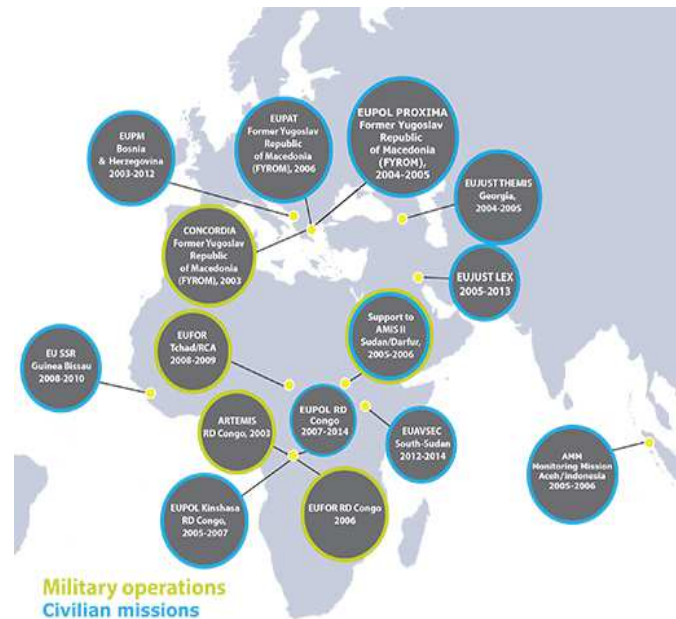 EUPM
Bosnia
& Herzegovina
2003-2012
EUPAT
Former Yugoslav
Republic
of Macedonia
(FYROM), 2006
EUPOL PROXIMA
Former Yugoslav
Republic
of Macedonia
(FYROM),
2004-2005
EUJUST THEMIS
Georgia,
2004-2005
CONCORDIA
Former Yugoslav
Republic
of Macedonia
(FYROM), 2003
EUJUST LEX
2005-2013
EU SSR
Guinea Bissau
2008-2010
EUFOR
Tchad/RCA
2008-2009
Support to
AMIS II
Sudan/Darfur,
2005-2006
ARTEMIS
RD Congo, 2003
EUPOL RD
Congo
2007-2014
EUAVSEC
South-Sudan
2012-2014
AMM
Monitoring Mission
Aceh/indonesia
2005-2006
EUPOL Kinshasa
RD Congo,
2005-2007
EUFOR RD Congo
2006
Military operations
Civilian missions